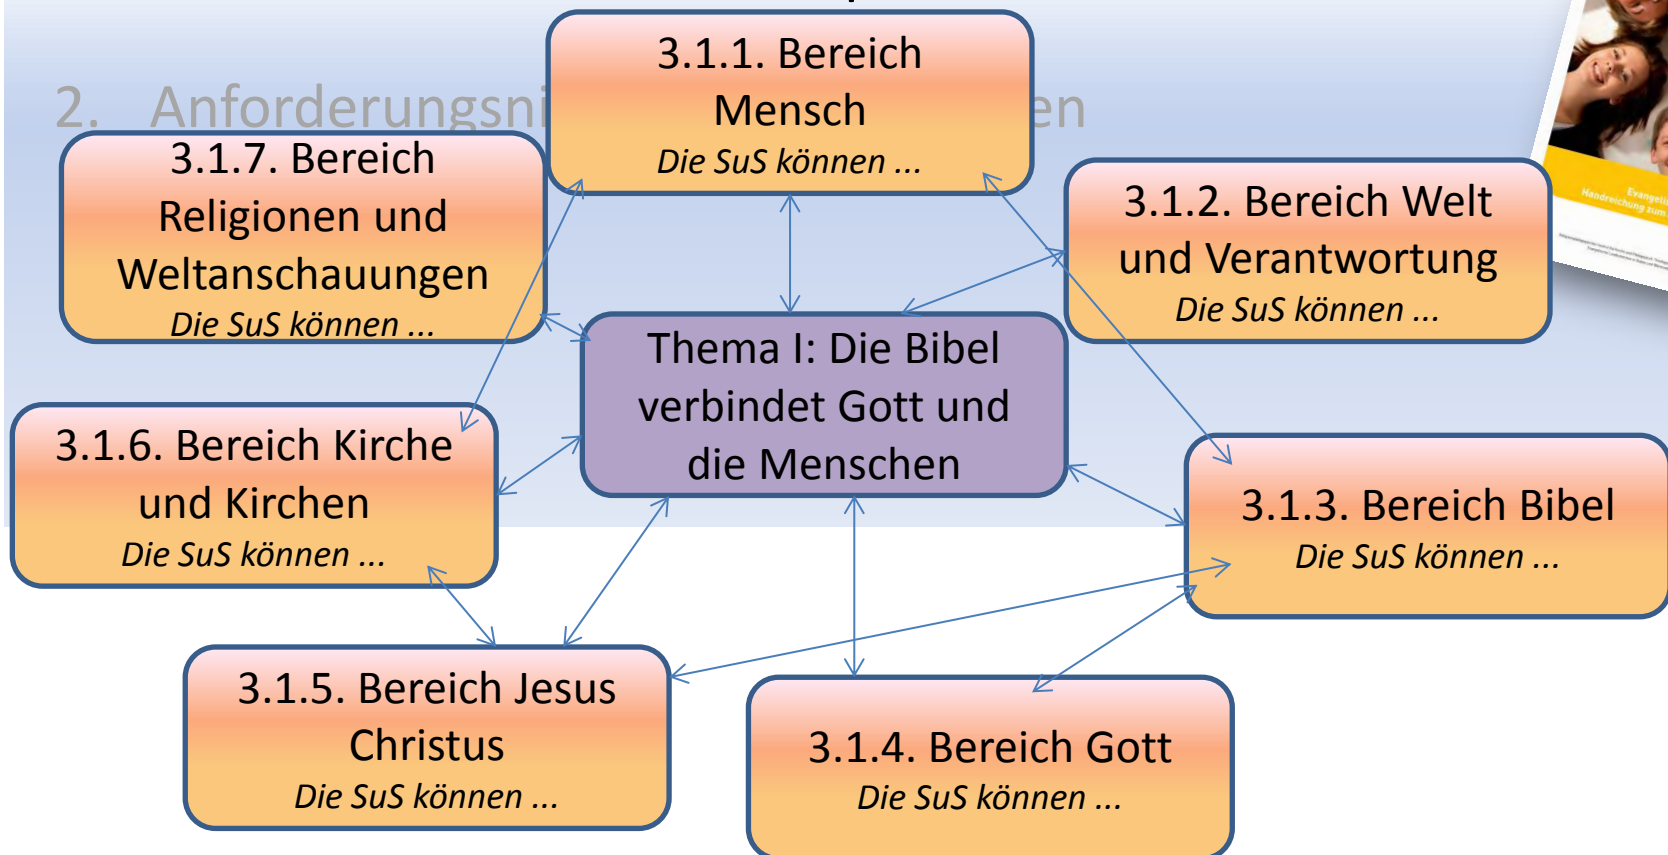 3.1.1. Bereich
Mensch
Die SuS können ...
2. Anforderungsni
en
3.1.7. Bereich
Religionen und
Weltanschauungen
Die SuS können ...
3.1.2. Bereich Welt
und Verantwortung
Die SuS können ...
Thema I: Die Bibel
verbindet Gott und
die Menschen
3.1.6. Bereich Kirche
und Kirchen
Die SuS können ...
3.1.3. Bereich Bibel
Die SuS können ...
3.1.5. Bereich Jesus
Christus
Die SuS können ...
3.1.4. Bereich Gott
Die SuS können ...
Handreichung zum